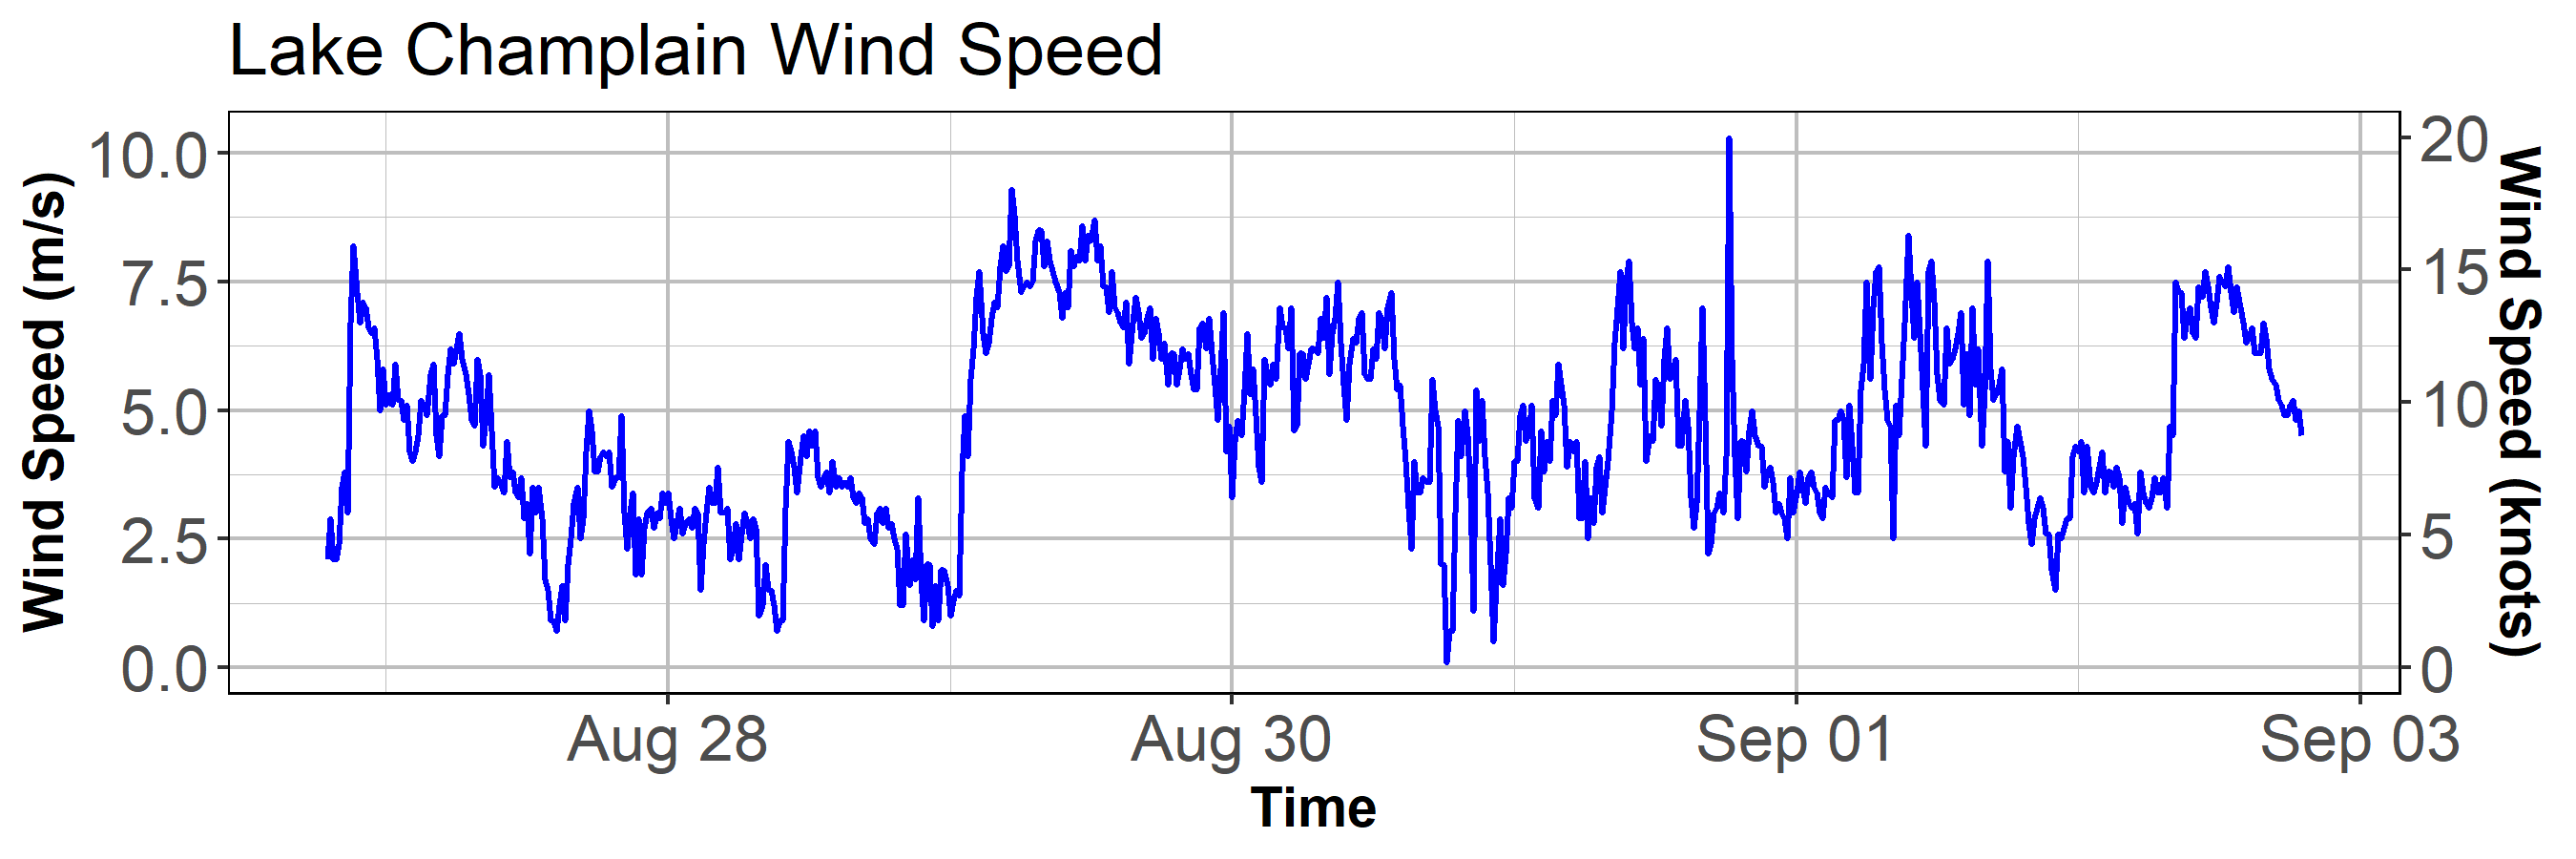 Lake Champlain Wind Speed
Wind Speed (m/s)
10.0
7.5
5.0
2.5
0.0
20
15
10
5
0
Wind Speed (knots)
Aug 28
Aug 30
Sep 01
Sep 03
Time